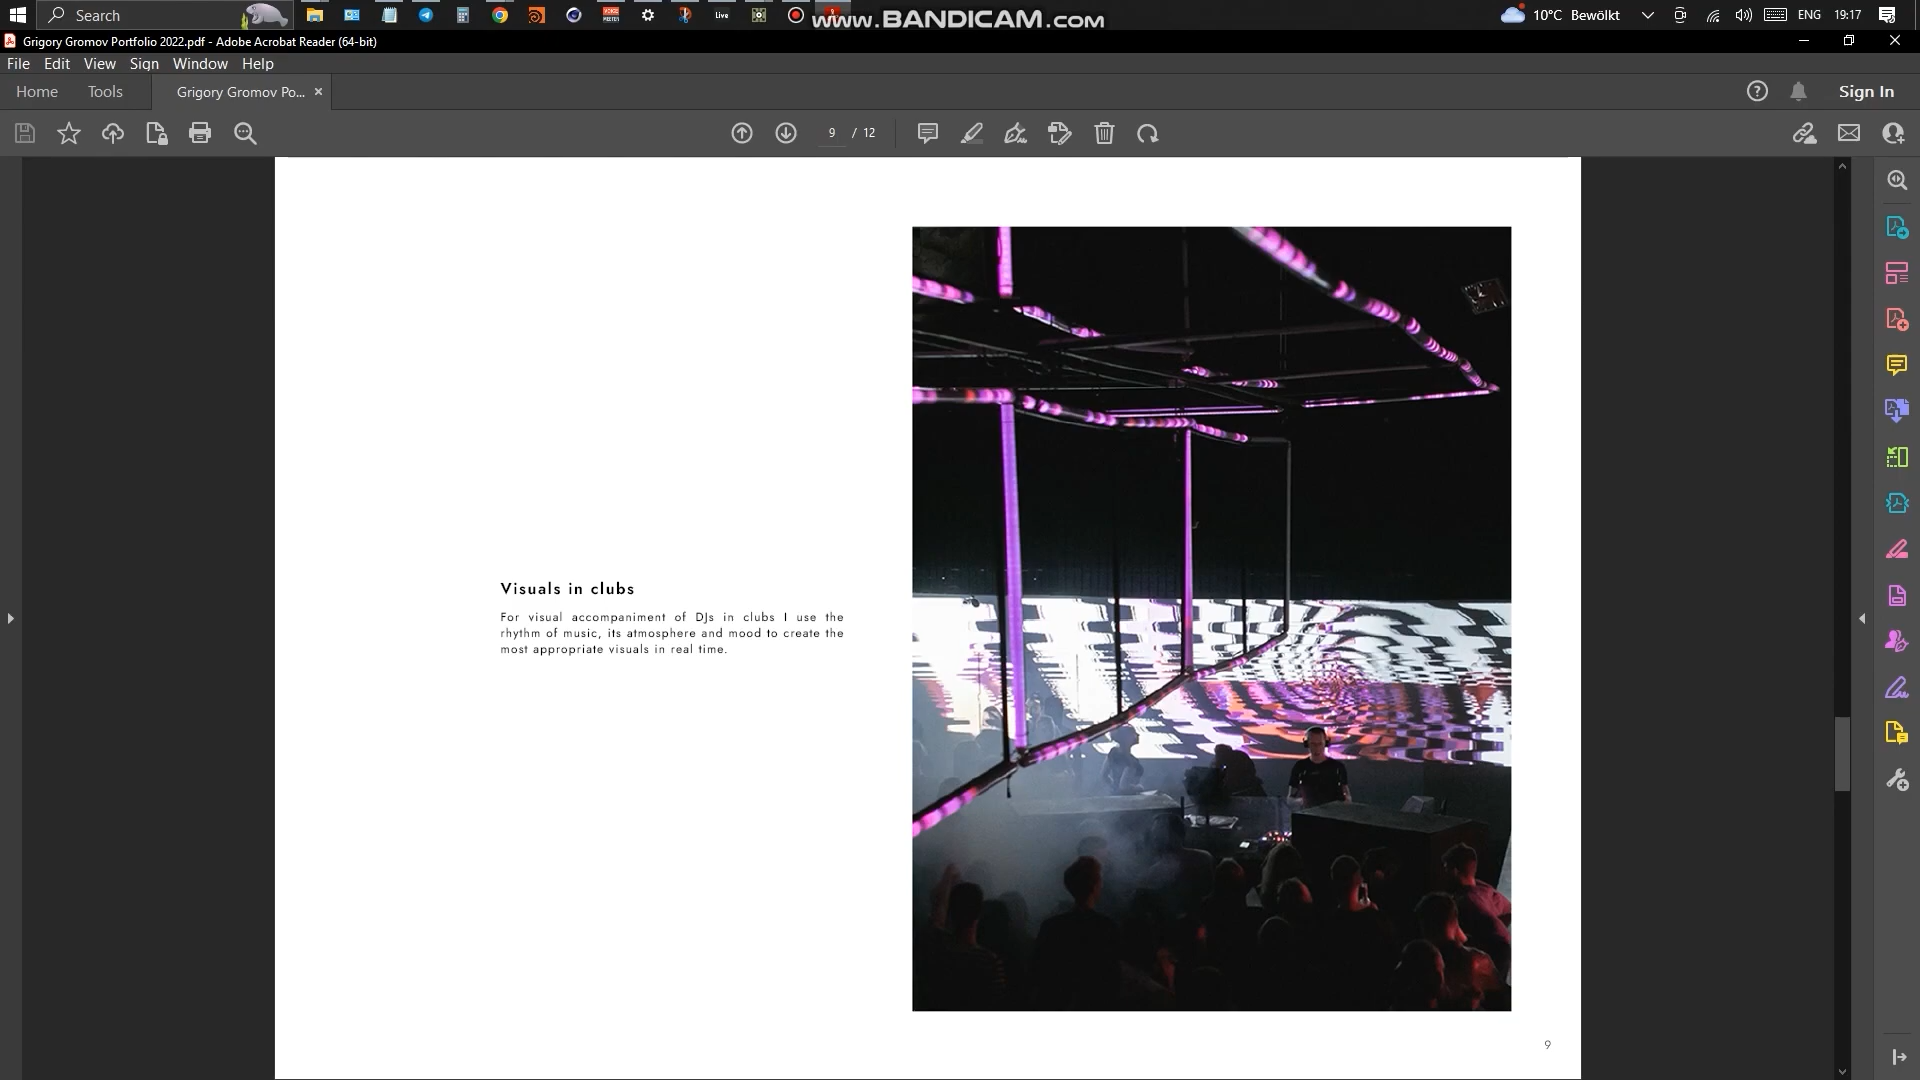 Search
VOICE
MEETER
Live
www.BANDICAM.com
10°C Bewölkt
ENG
19:17
Grigory Gromov Portfolio 2022.pdf - Adobe Acrobat Reader (64-bit)
File Edit View Sign Window Help
Home Tools Grigory Gromov Po... ×
Sign In
9 / 12
Visuals in clubs
For visual accompaniment of DJs in clubs I use the
rhythm of music, its atmosphere and mood to create the
most appropriate visuals in real time.
9